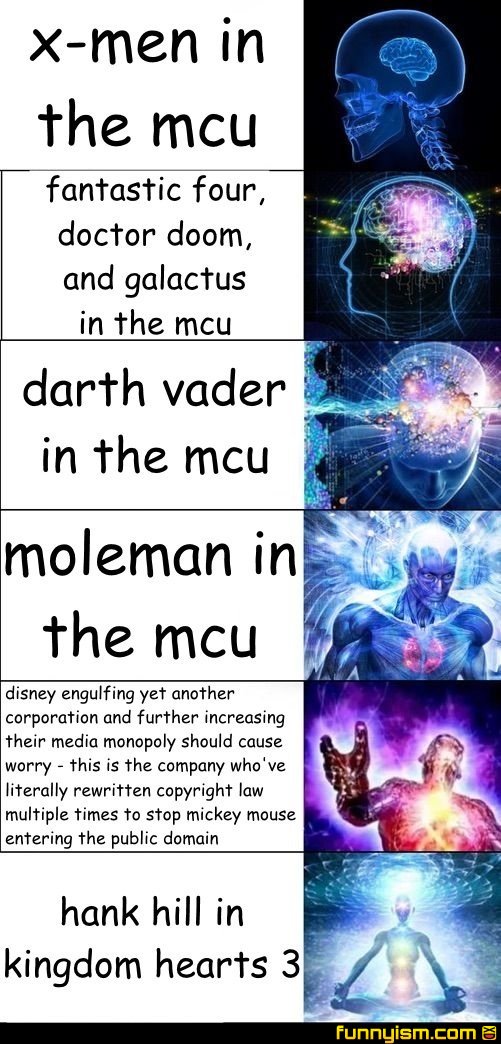 x-men in
the mcu
fantastic four,
doctor doom,
and galactus
in the mcu
darth vader
in the mcu
moleman in
the mcu
disney engulfing yet another
corporation and further increasing
their media monopoly should cause
worry - this is the company who've
literally rewritten copyright law
multiple times to stop mickey mouse
entering the public domain
hank hill in
kingdom hearts 3
funnyism.com